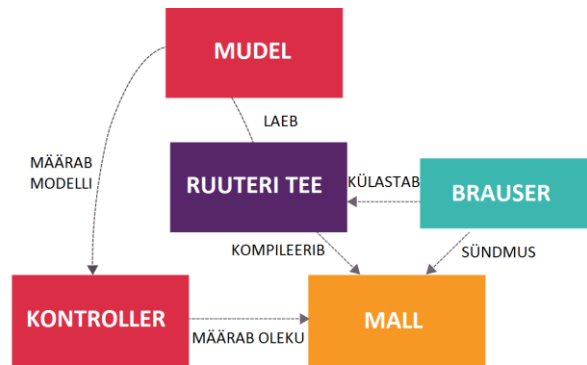 MUDEL
LAEB
MÄÄRAB
MODELLI
RUUTERI TEE
KÜLASTAB
BRAUSER
KOMPILEERIB
SÜNDMUS
KONTROLLER
MÄÄRAB OLEKU
MALL